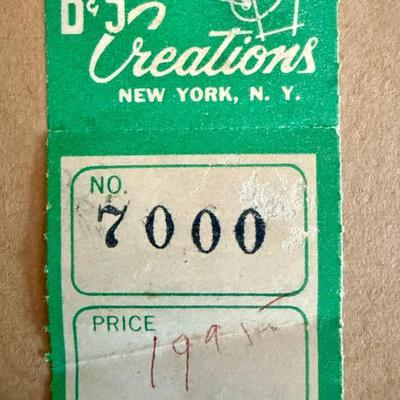 D & J
Creations
NEW YORK, N. Y.
NO.
7000
PRICE
1995